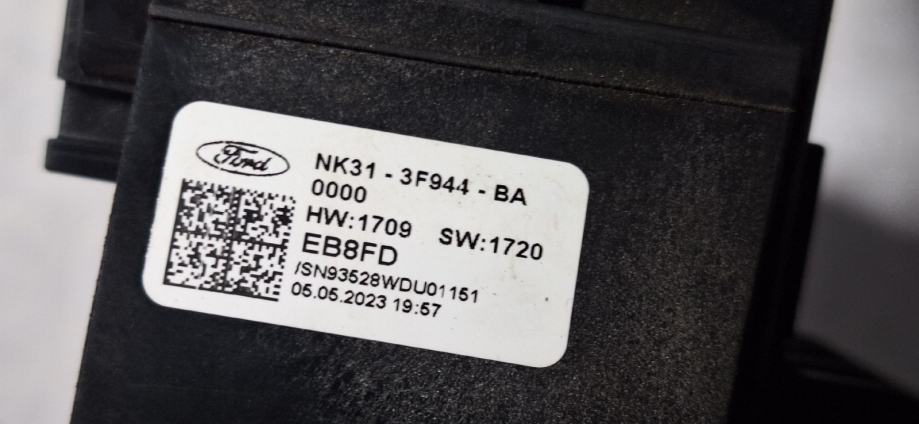 Ford
NK31 - 3F944 - BA
0000
HW:1709 SW:1720
EB8FD
/SN93528WDU01151
05.05.2023 19:57